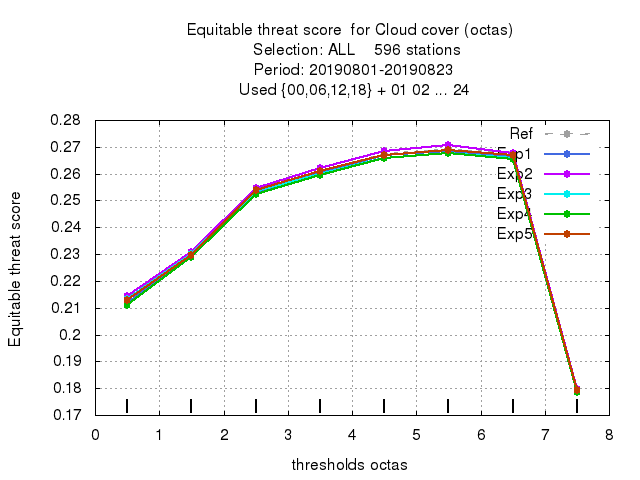 Equitable threat score for Cloud cover (octas)
Selection: ALL 596 stations
Period: 20190801-20190823
Used {00,06,12,18} + 01 02 ... 24
0.28
0.27
0.26
0.25
0.24
0.23
0.22
0.21
0.2
0.19
0.18
0.17
Equitable threat score
Ref
Exp1
Exp2
Exp3
Exp4
Exp5
0 1 2 3 4 5 6 7 8
thresholds octas